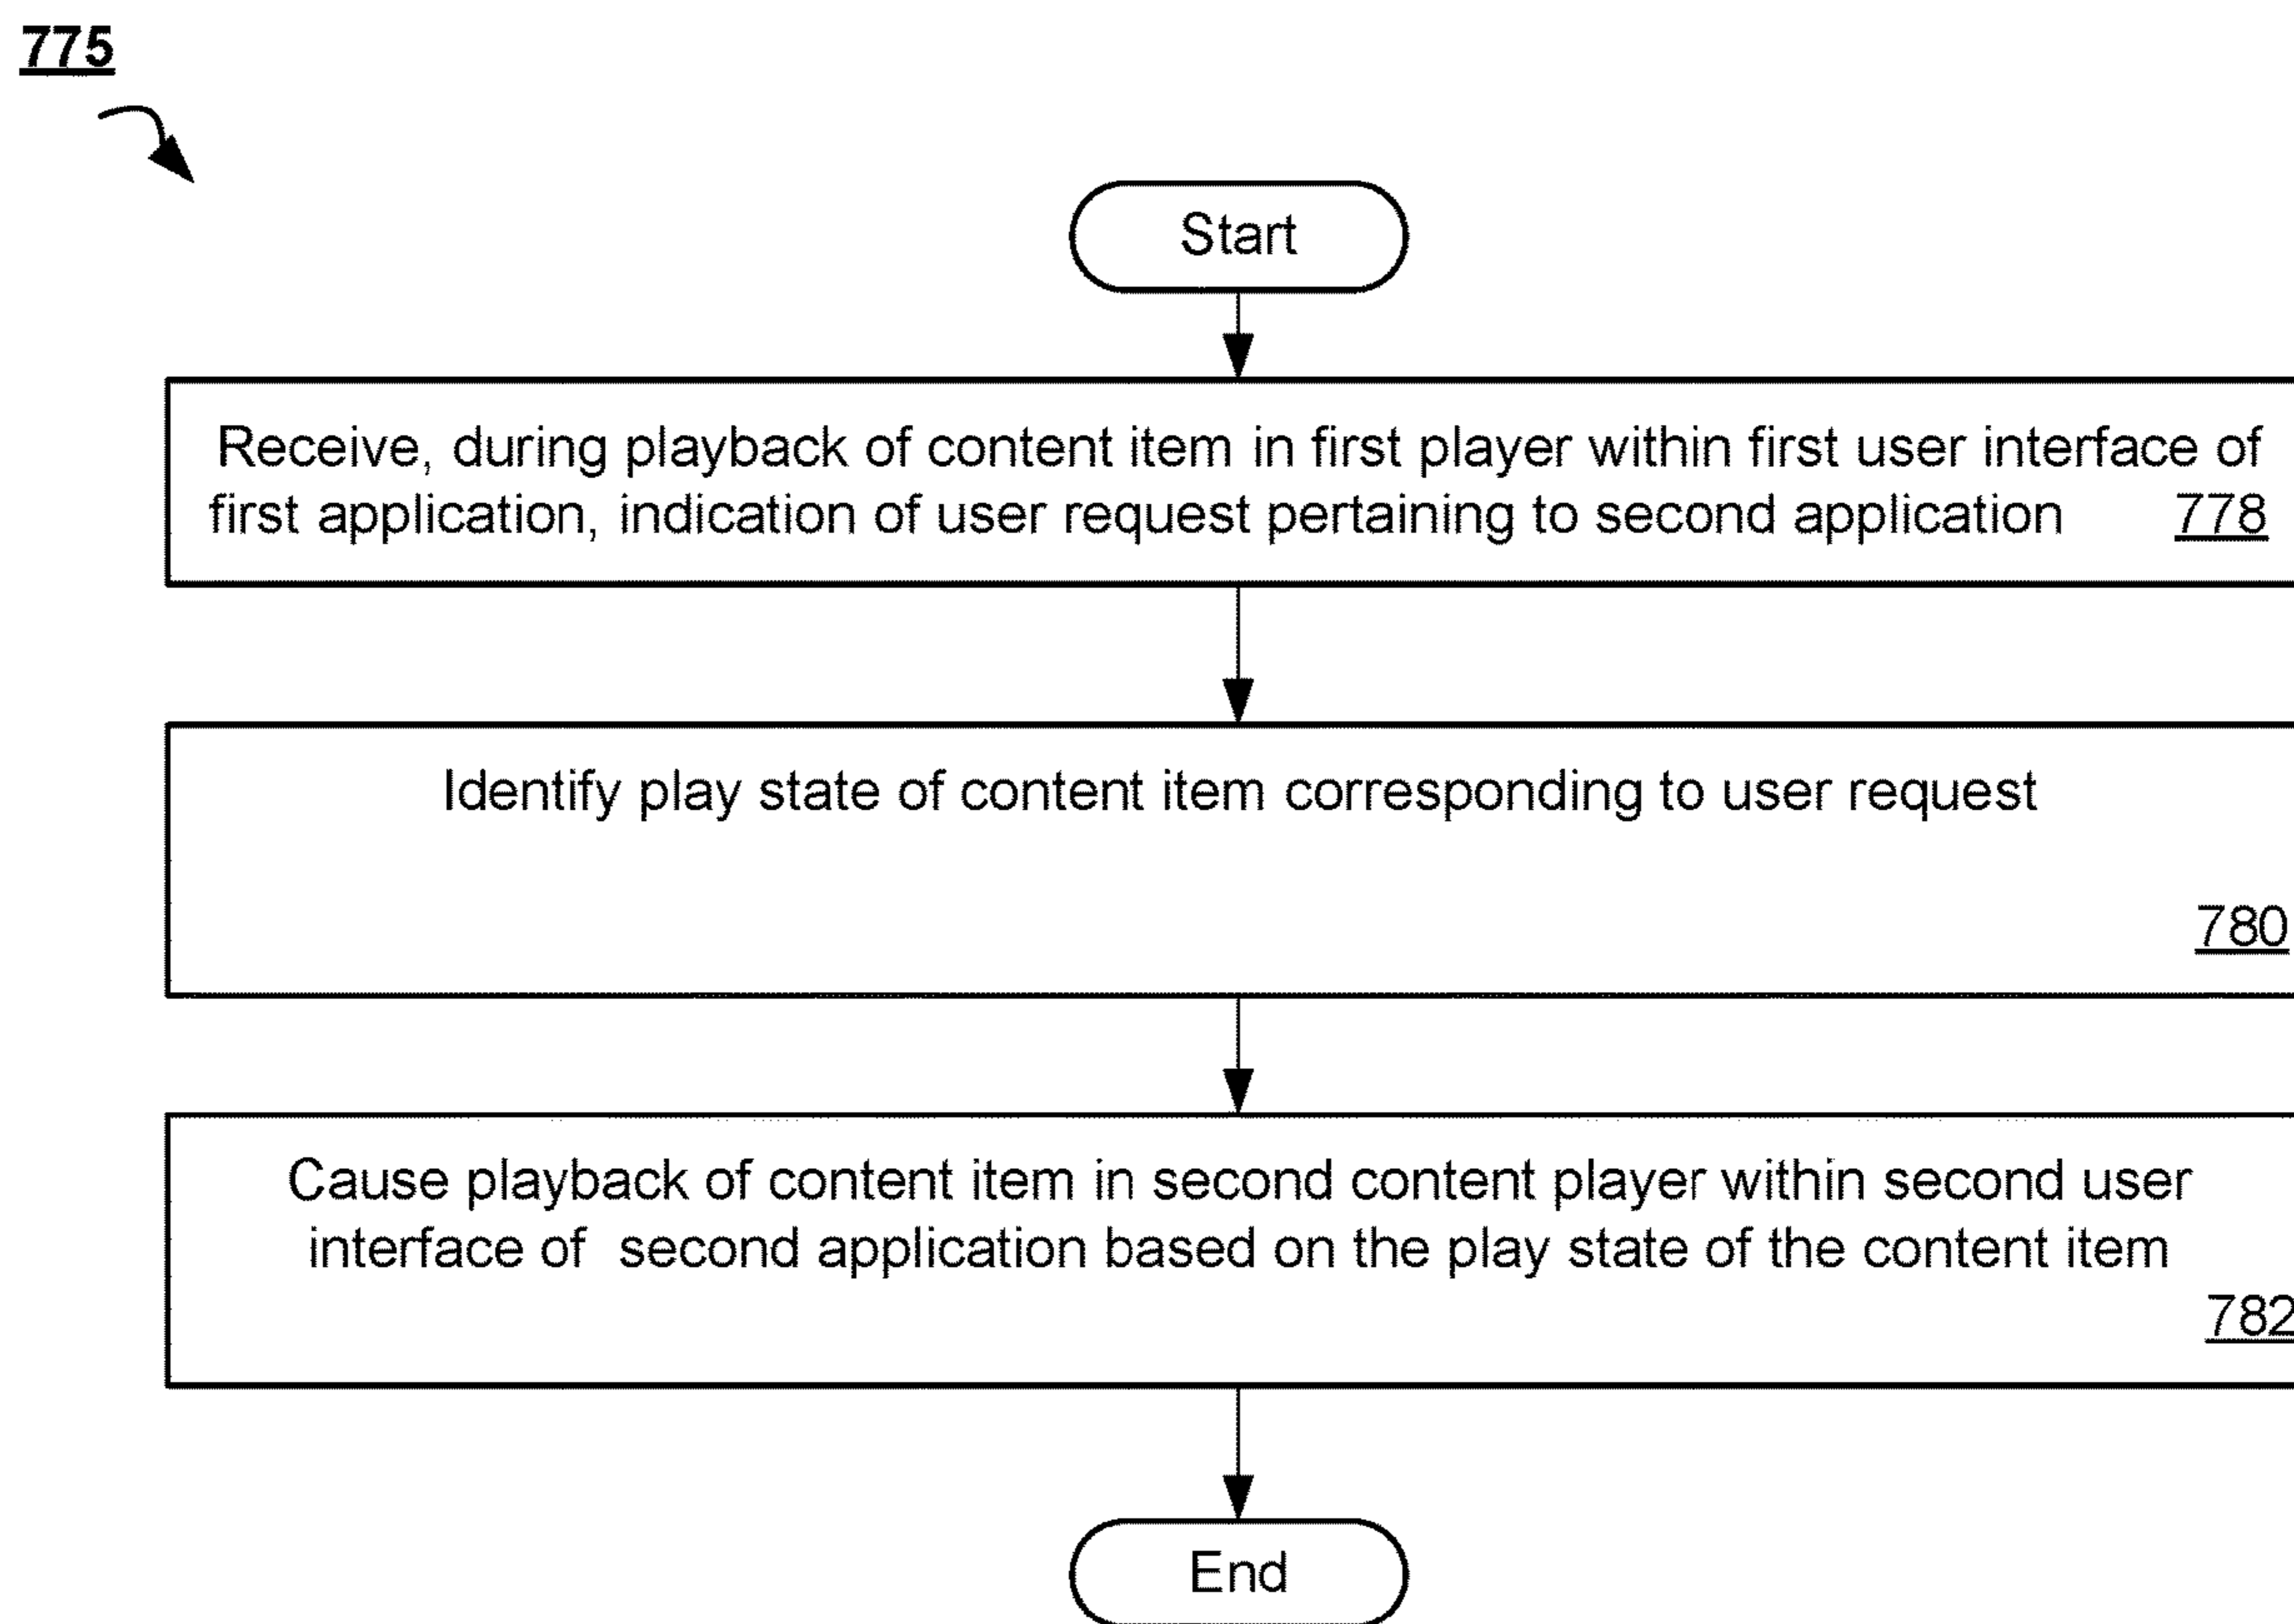 775
Start
Receive, during playback of content item in first player within first user interface of
first application, indication of user request pertaining to second application 778
Identify play state of content item corresponding to user request
780
Cause playback of content item in second content player within second user
interface of second application based on the play state of the content item
782
End